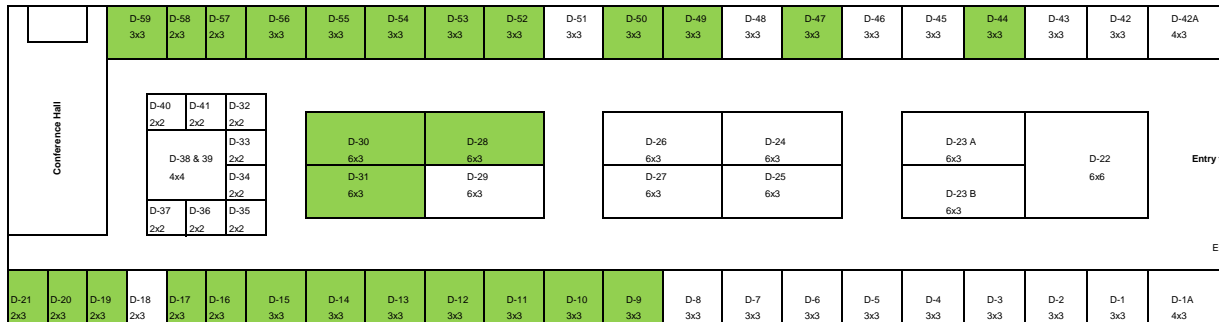 D-59 D-58 D-57 D-56 D-55 D-54 D-53 D-52 D-51 D-50 D-49 D-48 D-47 D-46 D-45 D-44 D-43 D-42 D-42A
3x3 2x3 2x3 3x3 3x3 3x3 3x3 3x3 3x3 3x3 3x3 3x3 3x3 3x3 3x3 3x3 3x3 3x3 4x3
Conference Hall
D-40 D-41 D-32
2x2 2x2 2x2
D-33
2x2
D-38 & 39
4x4
D-34
2x2
D-37 D-36 D-35
2x2 2x2 2x2
D-30 D-28
6x3 6x3
D-31 D-29
6x3 6x3
D-26 D-24
6x3 6x3
D-27 D-25
6x3 6x3
D-23 A
6x3
D-22
6x6
D-23 B
6x3
Entry
E
D-21 D-20 D-19 D-18 D-17 D-16 D-15 D-14 D-13 D-12 D-11 D-10 D-9 D-8 D-7 D-6 D-5 D-4 D-3 D-2 D-1 D-1A
2x3 2x3 2x3 2x3 2x3 2x3 3x3 3x3 3x3 3x3 3x3 3x3 3x3 3x3 3x3 3x3 3x3 3x3 3x3 3x3 3x3 4x3